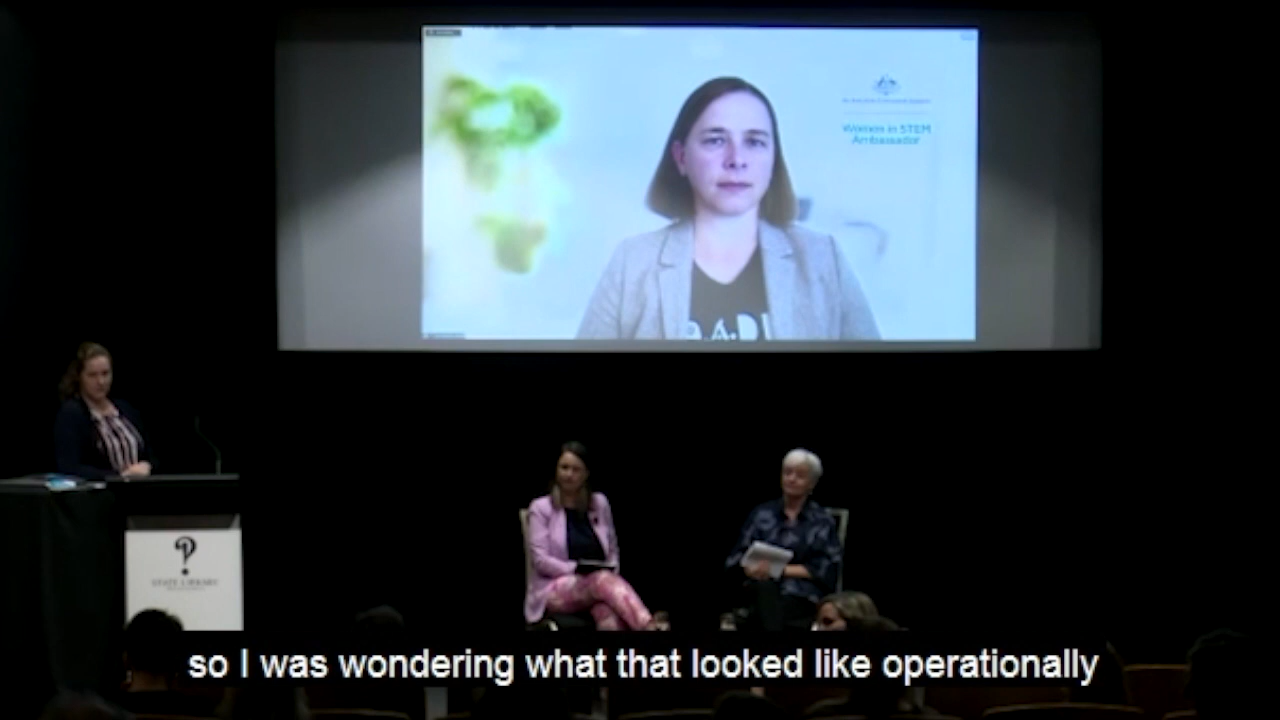 Women in STEM
Ambassador
STATE LIBRARY
so I was wondering what that looked like operationally